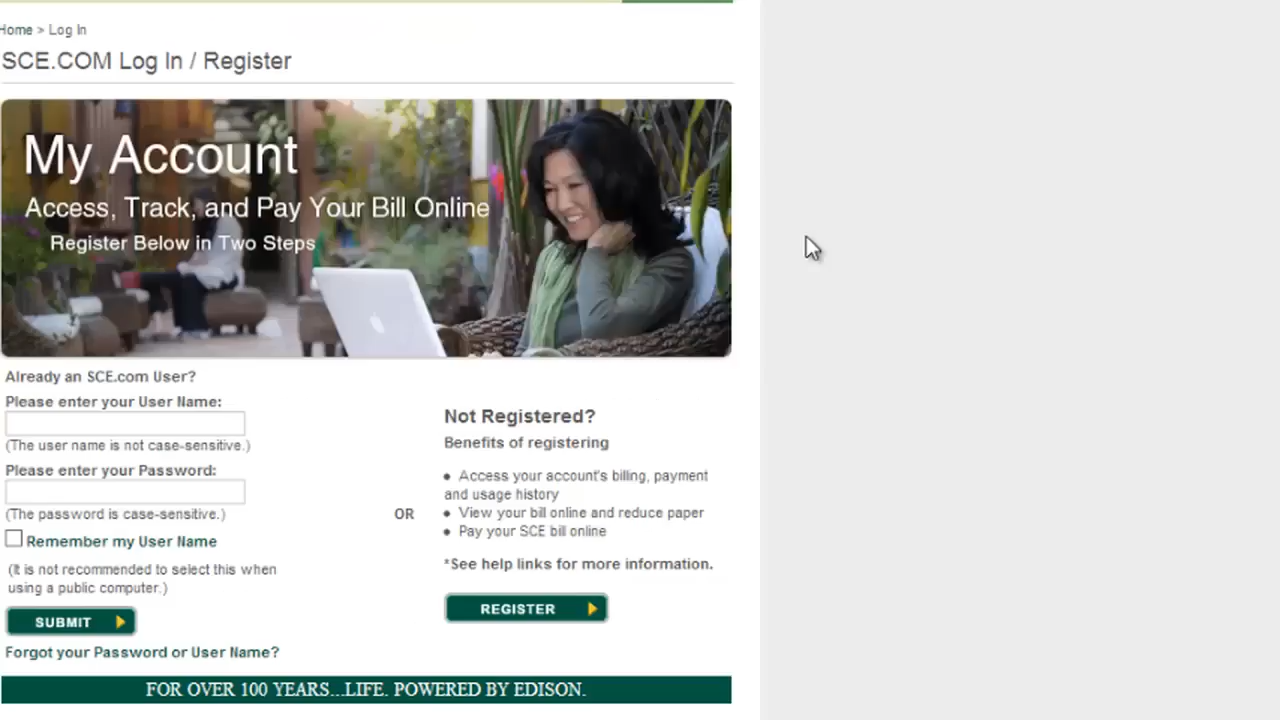 Home > Log In
SCE.COM Log In / Register
My Account
Access, Track, and Pay Your Bill Online
Register Below in Two Steps
Already an SCE.com User?
Please enter your User Name:
(The user name is not case-sensitive.)
Please enter your Password:
(The password is case-sensitive.)
Remember my User Name
(It is not recommended to select this when
using a public computer.)
SUBMIT
Forgot your Password or User Name?
OR
Not Registered?
Benefits of registering
• Access your account's billing, payment
and usage history
• View your bill online and reduce paper
• Pay your SCE bill online
*See help links for more information.
REGISTER
FOR OVER 100 YEARS...LIFE. POWERED BY EDISON.